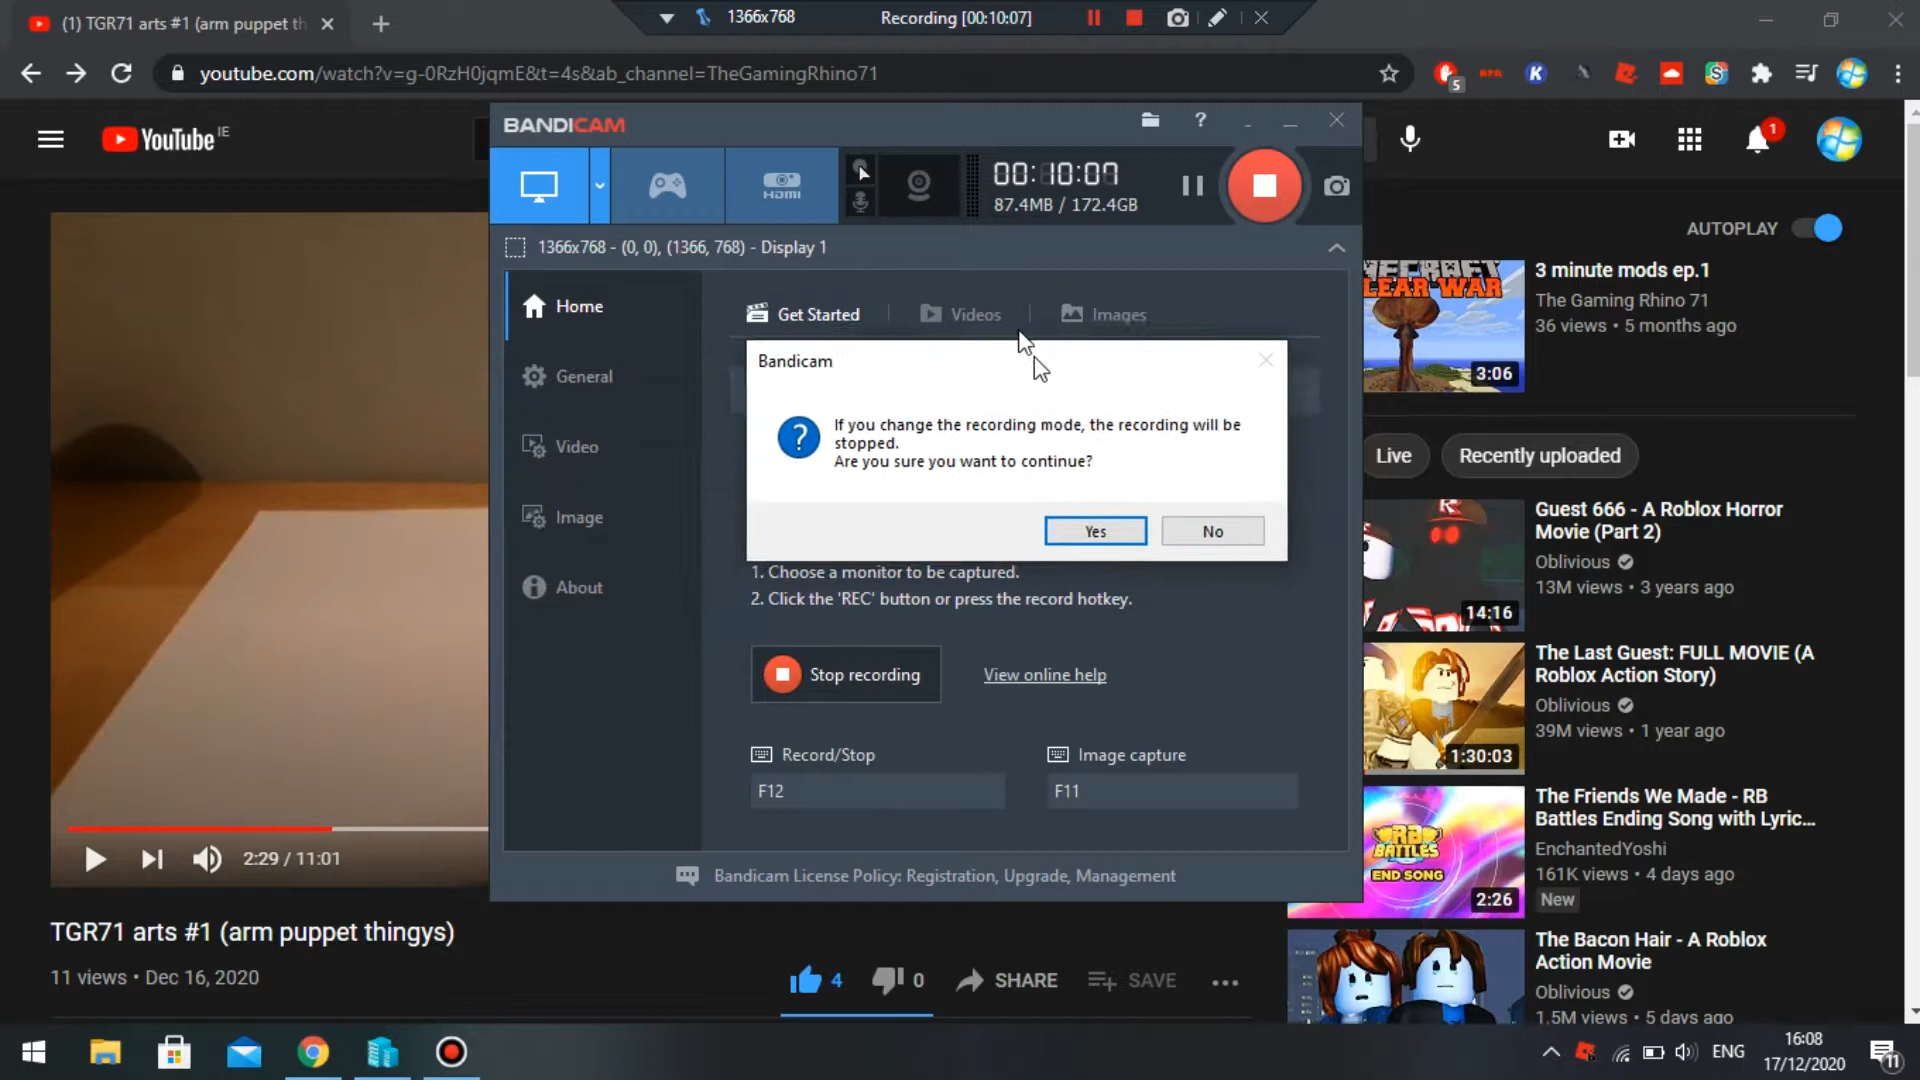 (1) TGR71 arts #1 (arm puppet th
1366x768
Recording [00:10:07]
youtube.com/watch?v=g-0RzH0jqmE&t=4s&ab_channel=TheGamingRhino71
5
YouTube IE
1
BANDICAM
?
HDMI
00:10:07
87.4MB / 172.4GB
1366x768 - (0, 0), (1366, 768) - Display 1
Home
General
Video
Image
About
Get Started
Videos
Images
Bandicam
If you change the recording mode, the recording will be
stopped.
Are you sure you want to continue?
Yes
No
1. Choose a monitor to be captured.
2. Click the 'REC' button or press the record hotkey.
Stop recording
View online help
Record/Stop
Image capture
F12
F11
Bandicam License Policy: Registration, Upgrade, Management
2:29 / 11:01
TGR71 arts #1 (arm puppet thingys)
11 views • Dec 16, 2020
4
0
SHARE
SAVE
AUTOPLAY
3 minute mods ep.1
The Gaming Rhino 71
36 views • 5 months ago
3:06
Live
Recently uploaded
Guest 666 - A Roblox Horror
Movie (Part 2)
Oblivious
13M views • 3 years ago
14:16
The Last Guest: FULL MOVIE (A
Roblox Action Story)
Oblivious
39M views • 1 year ago
1:30:03
The Friends We Made - RB
Battles Ending Song with Lyric...
EnchantedYoshi
161K views • 4 days ago
New
RB
BATTLES
END SONG
2:26
The Bacon Hair - A Roblox
Action Movie
Oblivious
1.5M views • 5 days ago
ENG
16:08
17/12/2020
11